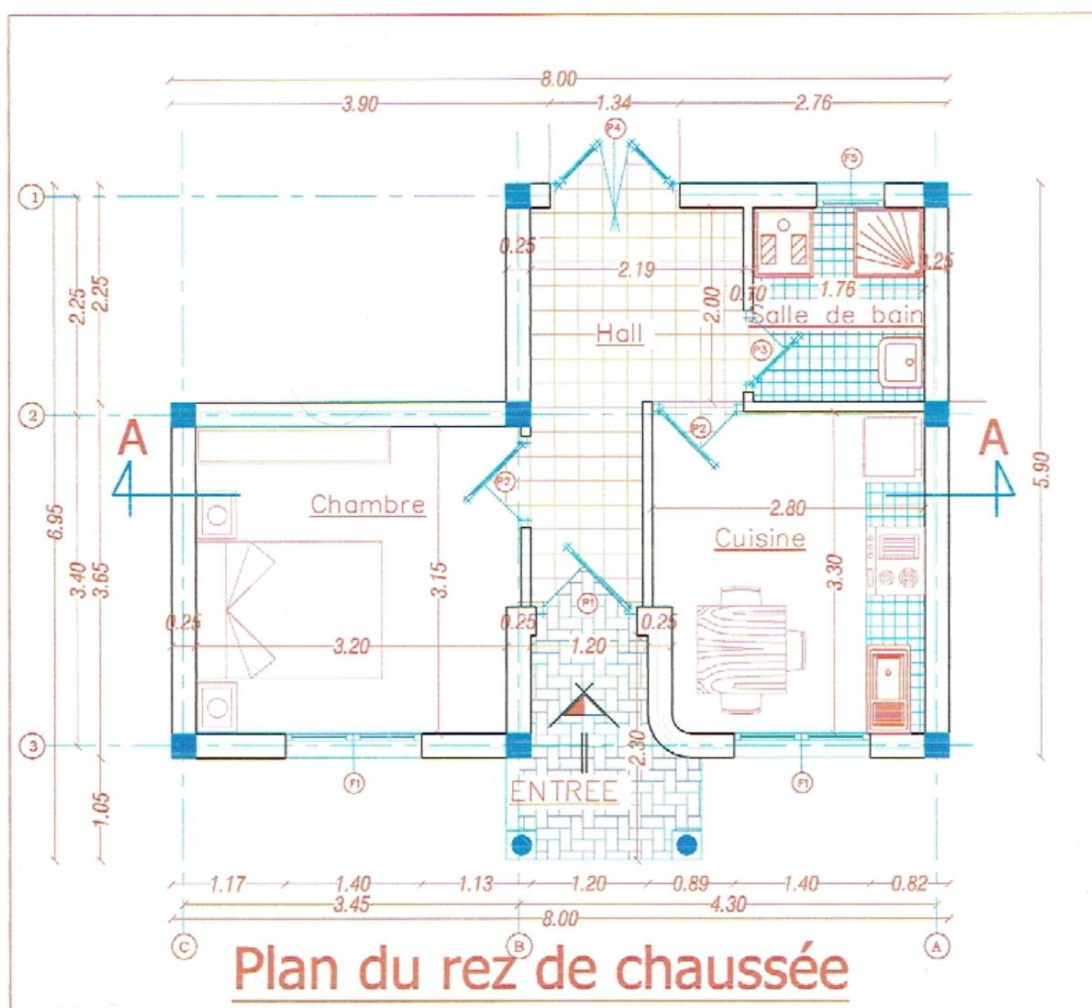 8.00
3.90 1.34 2.76
P4
F5
1
0.25 2.19 0.10 1.76 0.25
2.25 2.25
2.00
Salle de bain
Hall
P3
2
A A
P2 P2
Chambre
2.80
Cuisine
5.90
6.95
3.40 3.65
3.15 3.30
P1
0.25 3.20 0.25 1.20 0.25
2.30
3
F1 F1
ENTREE
1.05
1.17 1.40 1.13 1.20 0.89 1.40 0.82
3.45 4.30
8.00
C B A
Plan du rez de chaussée